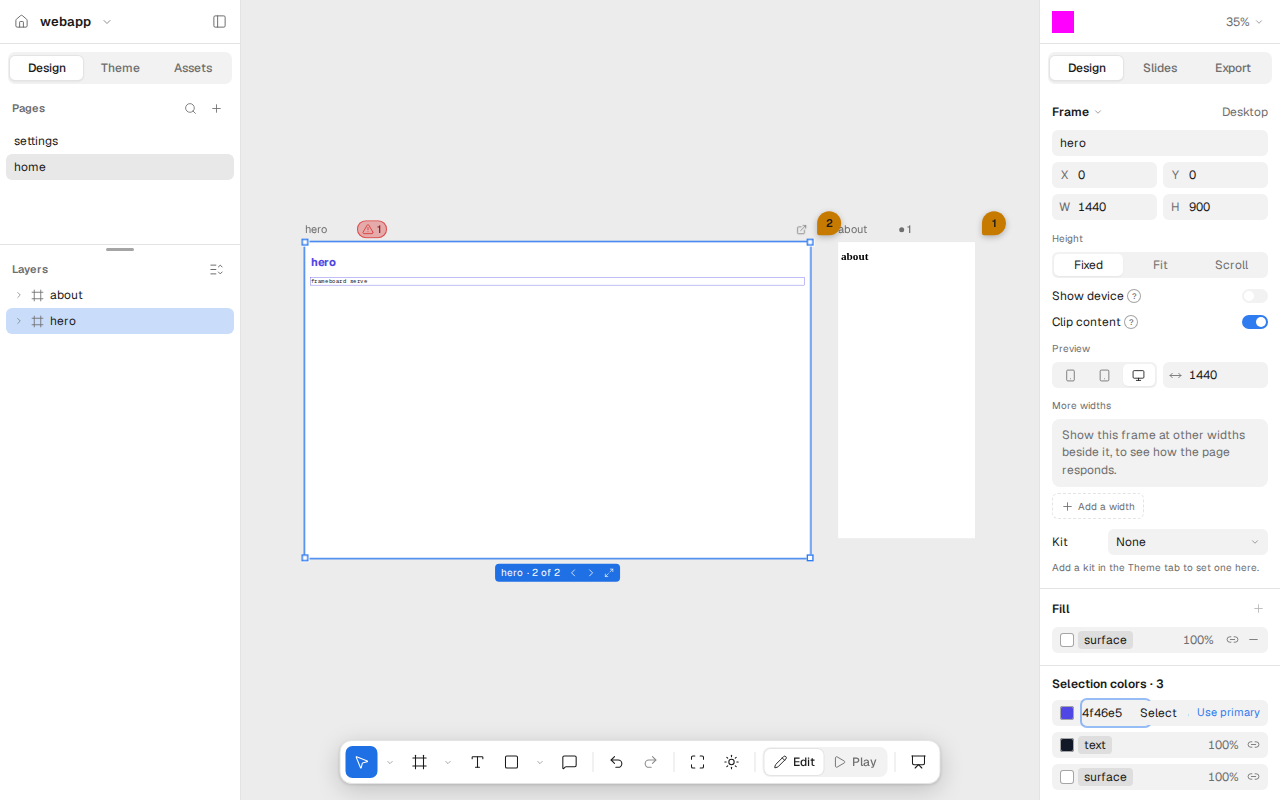 webapp
Design
Theme
Assets
Pages
settings
home
Layers
about
hero
hero
1
2
about
1
1
hero
frameboard serve
about
hero · 2 of 2
Edit
Play
35%
Design
Slides
Export
Frame
Desktop
hero
X 0
Y 0
W 1440
H 900
Height
Fixed
Fit
Scroll
Show device ?
Clip content ?
Preview
1440
More widths
Show this frame at other widths
beside it, to see how the page
responds.
Add a width
Kit
None
Add a kit in the Theme tab to set one here.
Fill
surface
100%
Selection colors · 3
4f46e5
Select
Use primary
text
100%
surface
100%